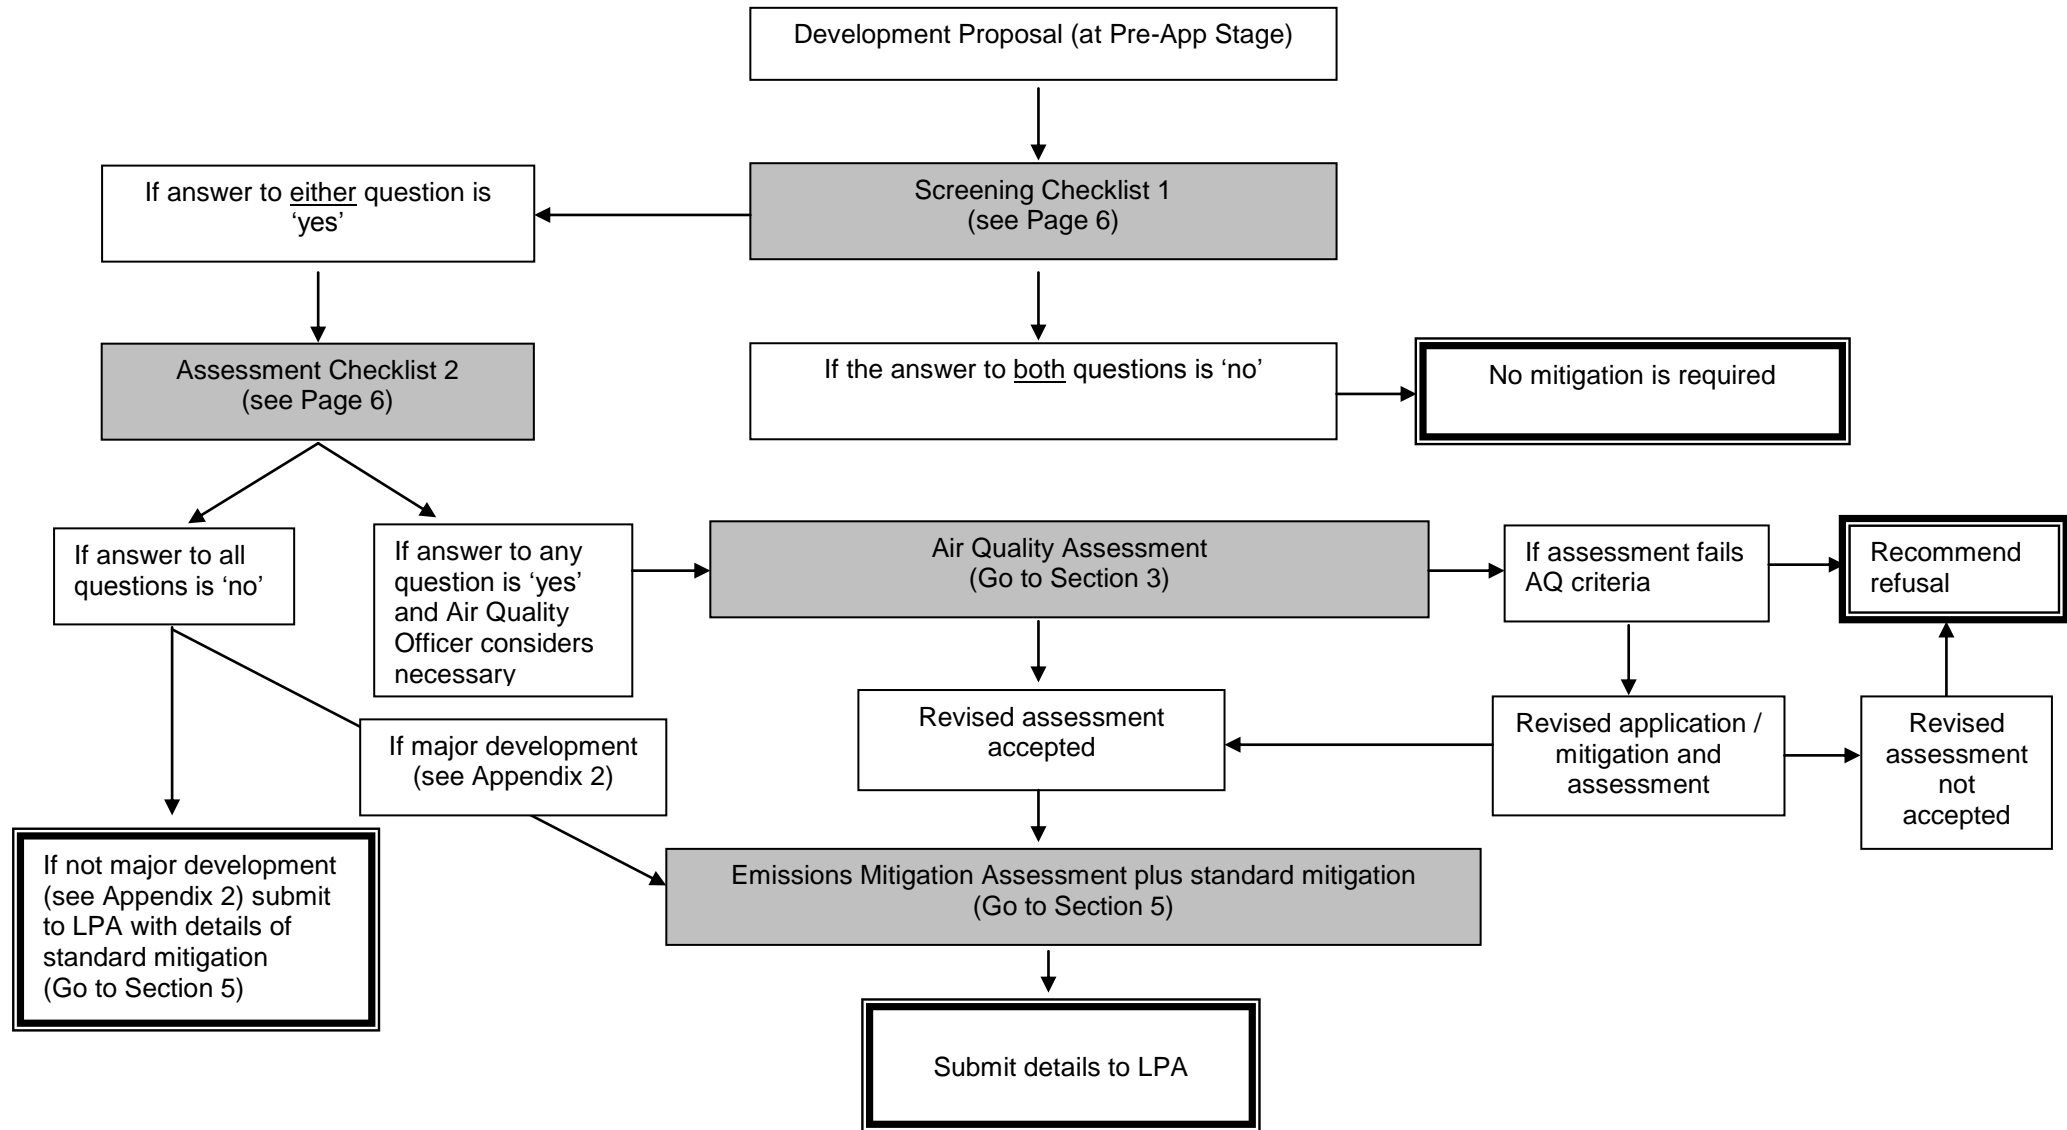 Development Proposal (at Pre-App Stage)
If answer to either question is
‘yes’
Screening Checklist 1
(see Page 6)
Assessment Checklist 2
(see Page 6)
If the answer to both questions is ‘no’
No mitigation is required
If answer to all
questions is ‘no’
If answer to any
question is ‘yes’
and Air Quality
Officer considers
necessary
Air Quality Assessment
(Go to Section 3)
If assessment fails
AQ criteria
Recommend
refusal
If major development
(see Appendix 2)
Revised assessment
accepted
Revised application /
mitigation and
assessment
Revised
assessment
not
accepted
If not major development
(see Appendix 2) submit
to LPA with details of
standard mitigation
(Go to Section 5)
Emissions Mitigation Assessment plus standard mitigation
(Go to Section 5)
Submit details to LPA